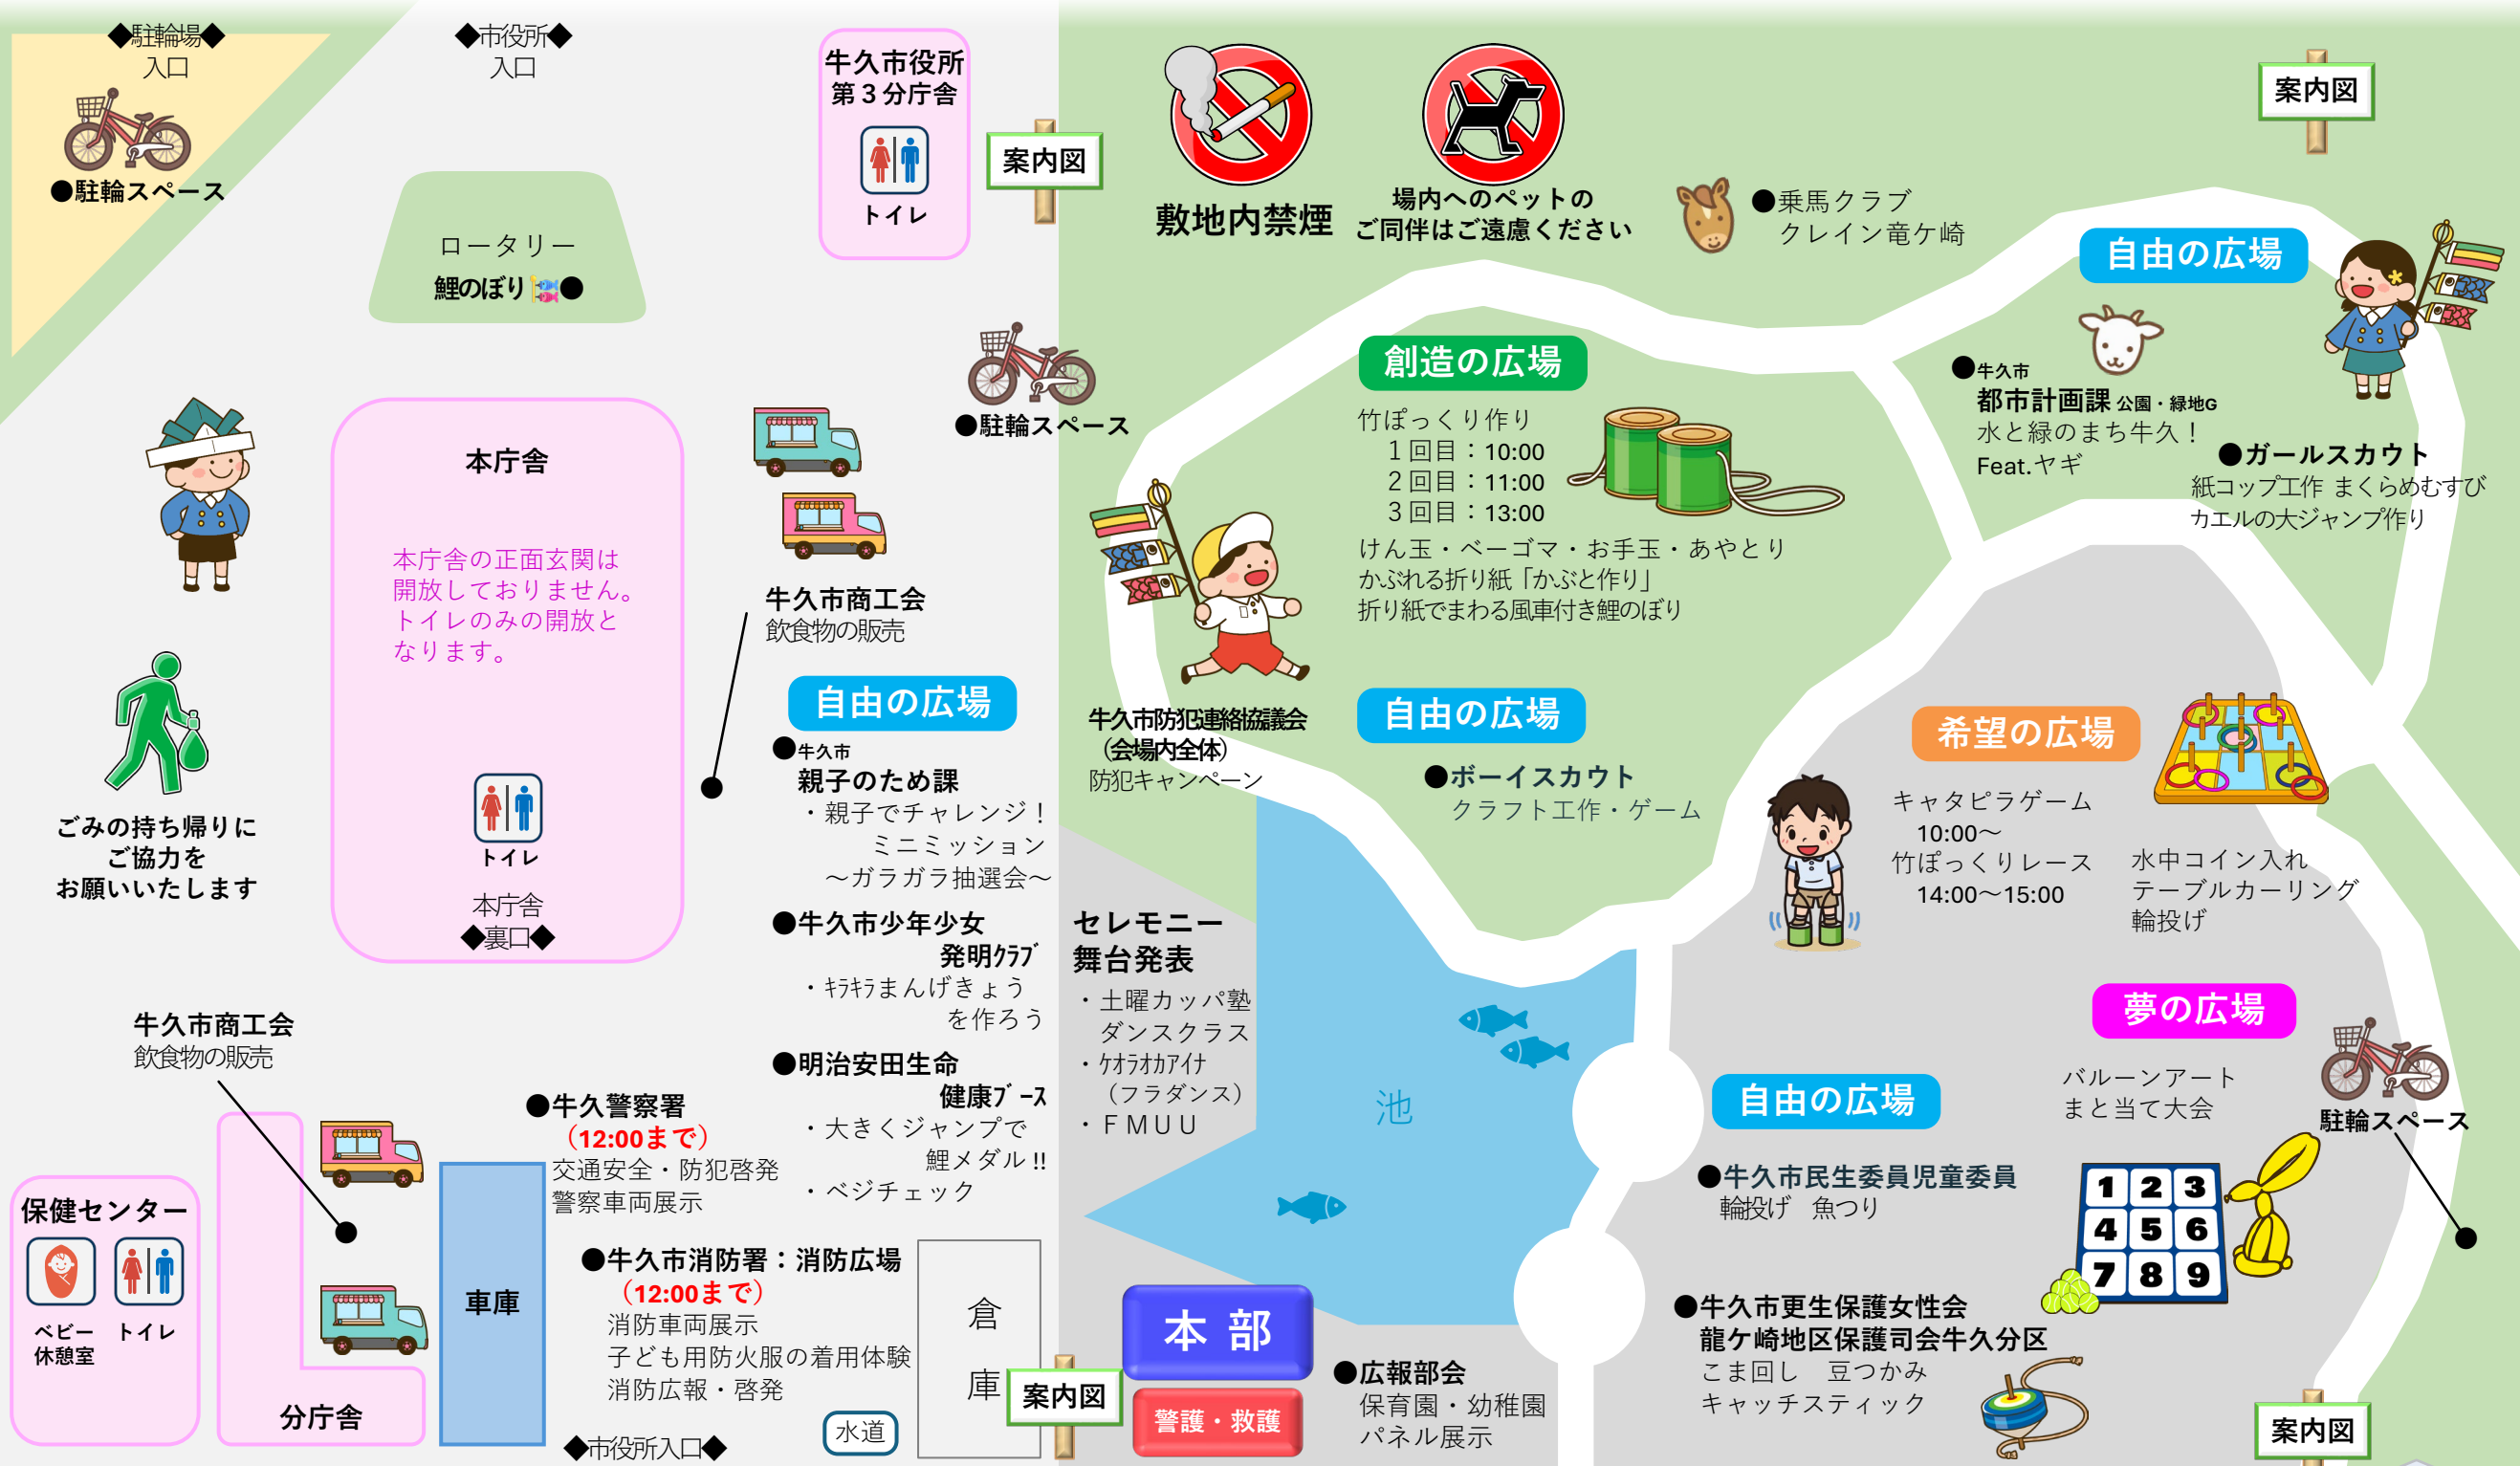 ◆駐輪場◆
入口
●駐輪スペース
◆市役所◆
入口
牛久市役所
第３分庁舎
トイレ
案内図
ロータリー
鯉のぼり🎏●
●駐輪スペース
敷地内禁煙
場内へのペットの
ご同伴はご遠慮ください
●乗馬クラブ
クレイン竜ケ崎
案内図
自由の広場
●牛久市
都市計画課 公園・緑地G
水と緑のまち牛久！
Feat.ヤギ
●ガールスカウト
紙コップ工作 まくらめむすび
カエルの大ジャンプ作り
創造の広場
竹ぽっくり作り
１回目：10:00
２回目：11:00
３回目：13:00
けん玉・ベーゴマ・お手玉・あやとり
かぶれる折り紙「かぶと作り」
折り紙でまわる風車付き鯉のぼり
本庁舎
本庁舎の正面玄関は
開放しておりません。
トイレのみの開放と
なります。
トイレ
本庁舎
◆裏口◆
ごみの持ち帰りに
ご協力を
お願いいたします
牛久市商工会
飲食物の販売
自由の広場
●牛久市
親子のため課
・親子でチャレンジ！
ミニミッション
～ガラガラ抽選会～
●牛久市少年少女
発明ｸﾗﾌﾞ
・ｷﾗｷﾗまんげきょう
を作ろう
●明治安田生命
健康ﾌﾞｰｽ
・大きくジャンプで
鯉メダル!!
・ベジチェック
牛久市防犯連絡協議会
（会場内全体）
防犯キャンペーン
自由の広場
●ボーイスカウト
クラフト工作・ゲーム
希望の広場
キャタピラゲーム
10:00～
竹ぽっくりレース
14:00～15:00
水中コイン入れ
テーブルカーリング
輪投げ
セレモニー
舞台発表
・土曜カッパ塾
ダンスクラス
・ｹｵﾗｵｶｱｲﾅ
（フラダンス）
・ＦＭＵＵ
池
夢の広場
バルーンアート
まと当て大会
駐輪スペース
1 2 3
4 5 6
7 8 9
自由の広場
●牛久市民生委員児童委員
輪投げ　魚つり
●牛久市更生保護女性会
龍ケ崎地区保護司会牛久分区
こま回し　豆つかみ
キャッチスティック
案内図
牛久市商工会
飲食物の販売
保健センター
ベビー
休憩室
トイレ
分庁舎
車庫
●牛久警察署
（12:00まで）
交通安全・防犯啓発
警察車両展示
●牛久市消防署：消防広場
（12:00まで）
消防車両展示
子ども用防火服の着用体験
消防広報・啓発
水道
◆市役所入口◆
倉
庫
案内図
本 部
警護・救護
●広報部会
保育園・幼稚園
パネル展示